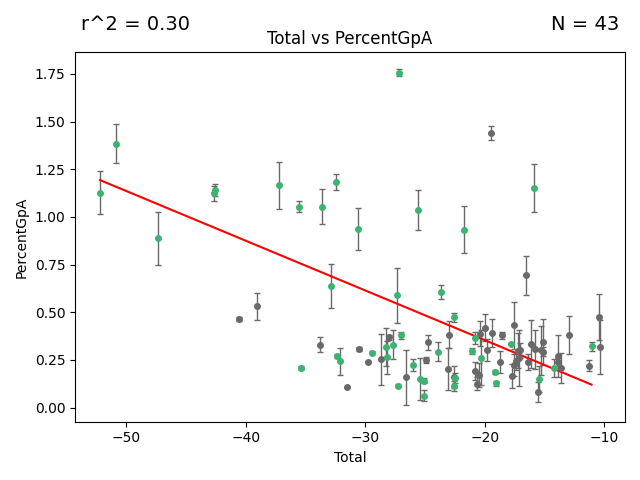 r^2 = 0.30
N = 43
Total vs PercentGpA
PercentGpA
1.75
1.50
1.25
1.00
0.75
0.50
0.25
0.00
−50
−40
−30
−20
−10
Total